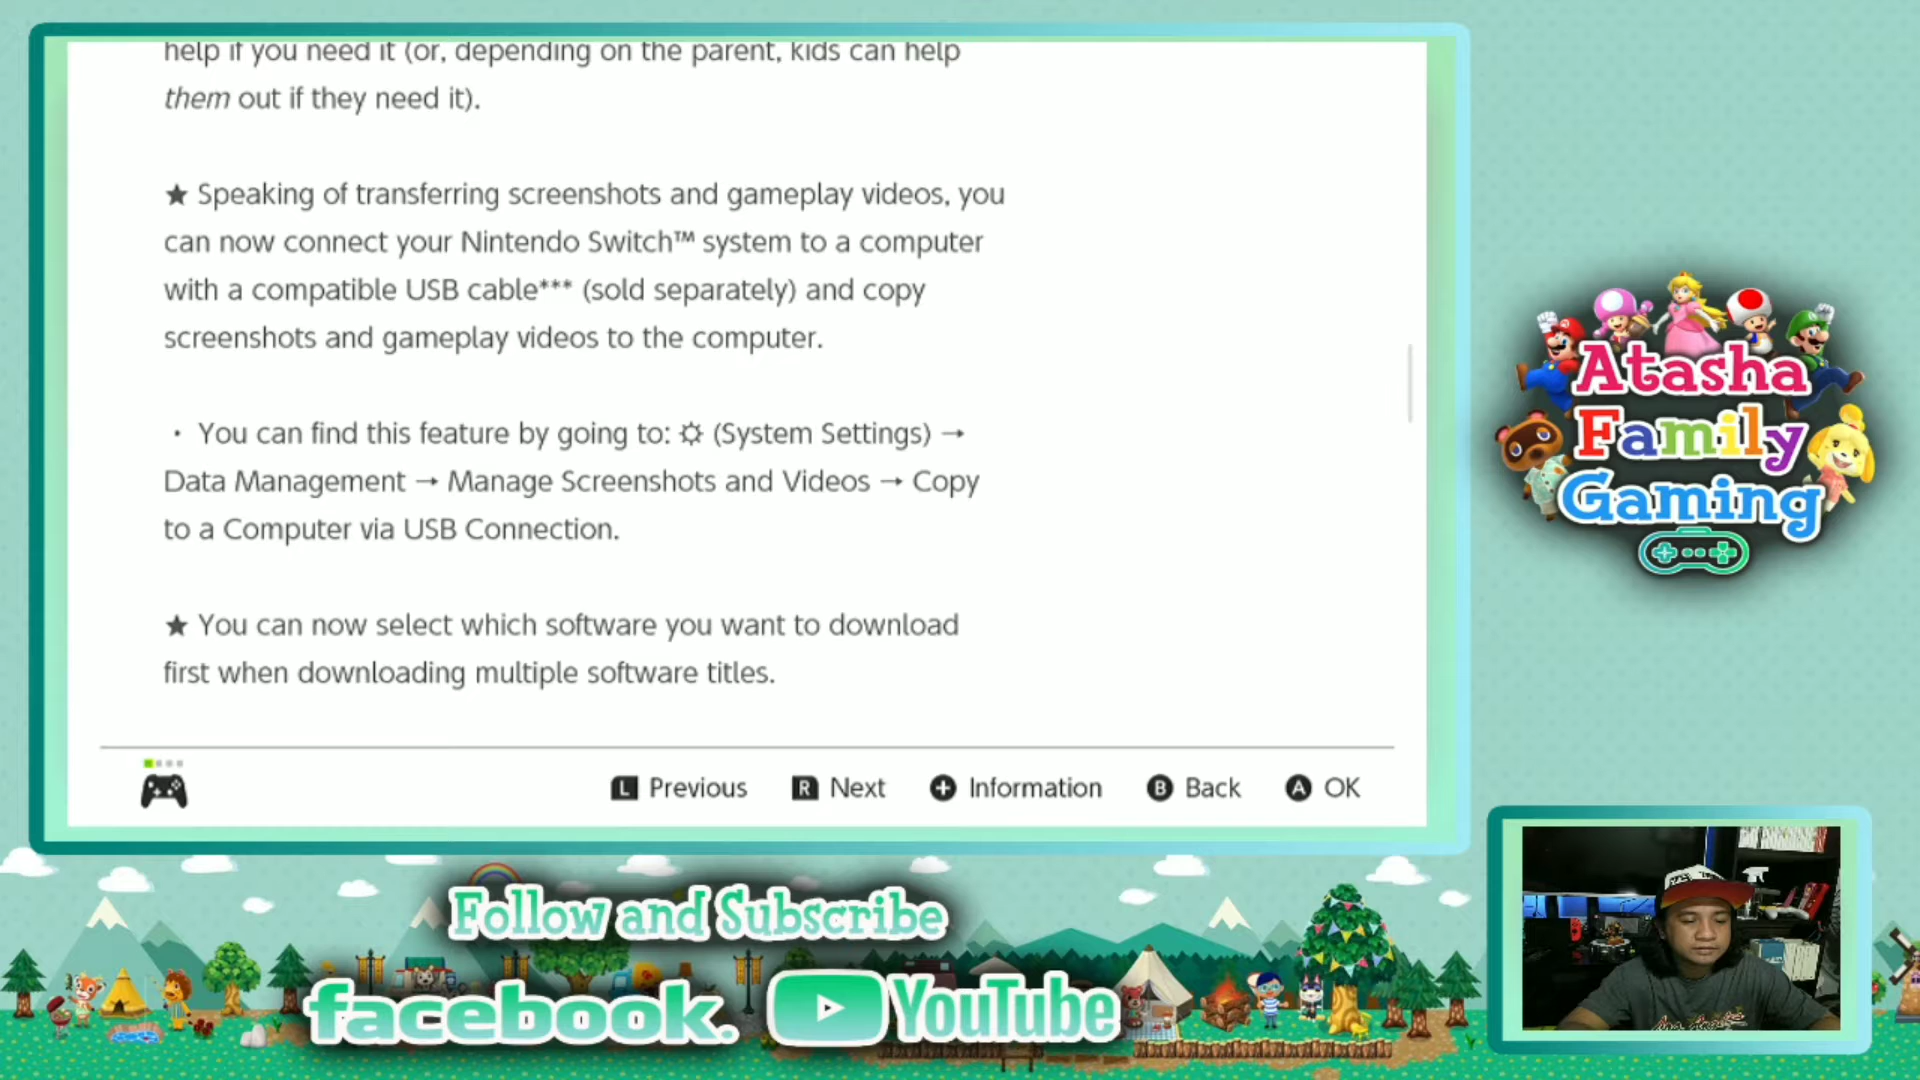 help if you need it (or, depending on the parent, kids can help
them out if they need it).
★ Speaking of transferring screenshots and gameplay videos, you
can now connect your Nintendo Switch™ system to a computer
with a compatible USB cable*** (sold separately) and copy
screenshots and gameplay videos to the computer.
・ You can find this feature by going to: (System Settings) →
Data Management → Manage Screenshots and Videos → Copy
to a Computer via USB Connection.
★ You can now select which software you want to download
first when downloading multiple software titles.
L Previous R Next + Information B Back A OK
Atasha
Family
Gaming
Follow and Subscribe
facebook. YouTube